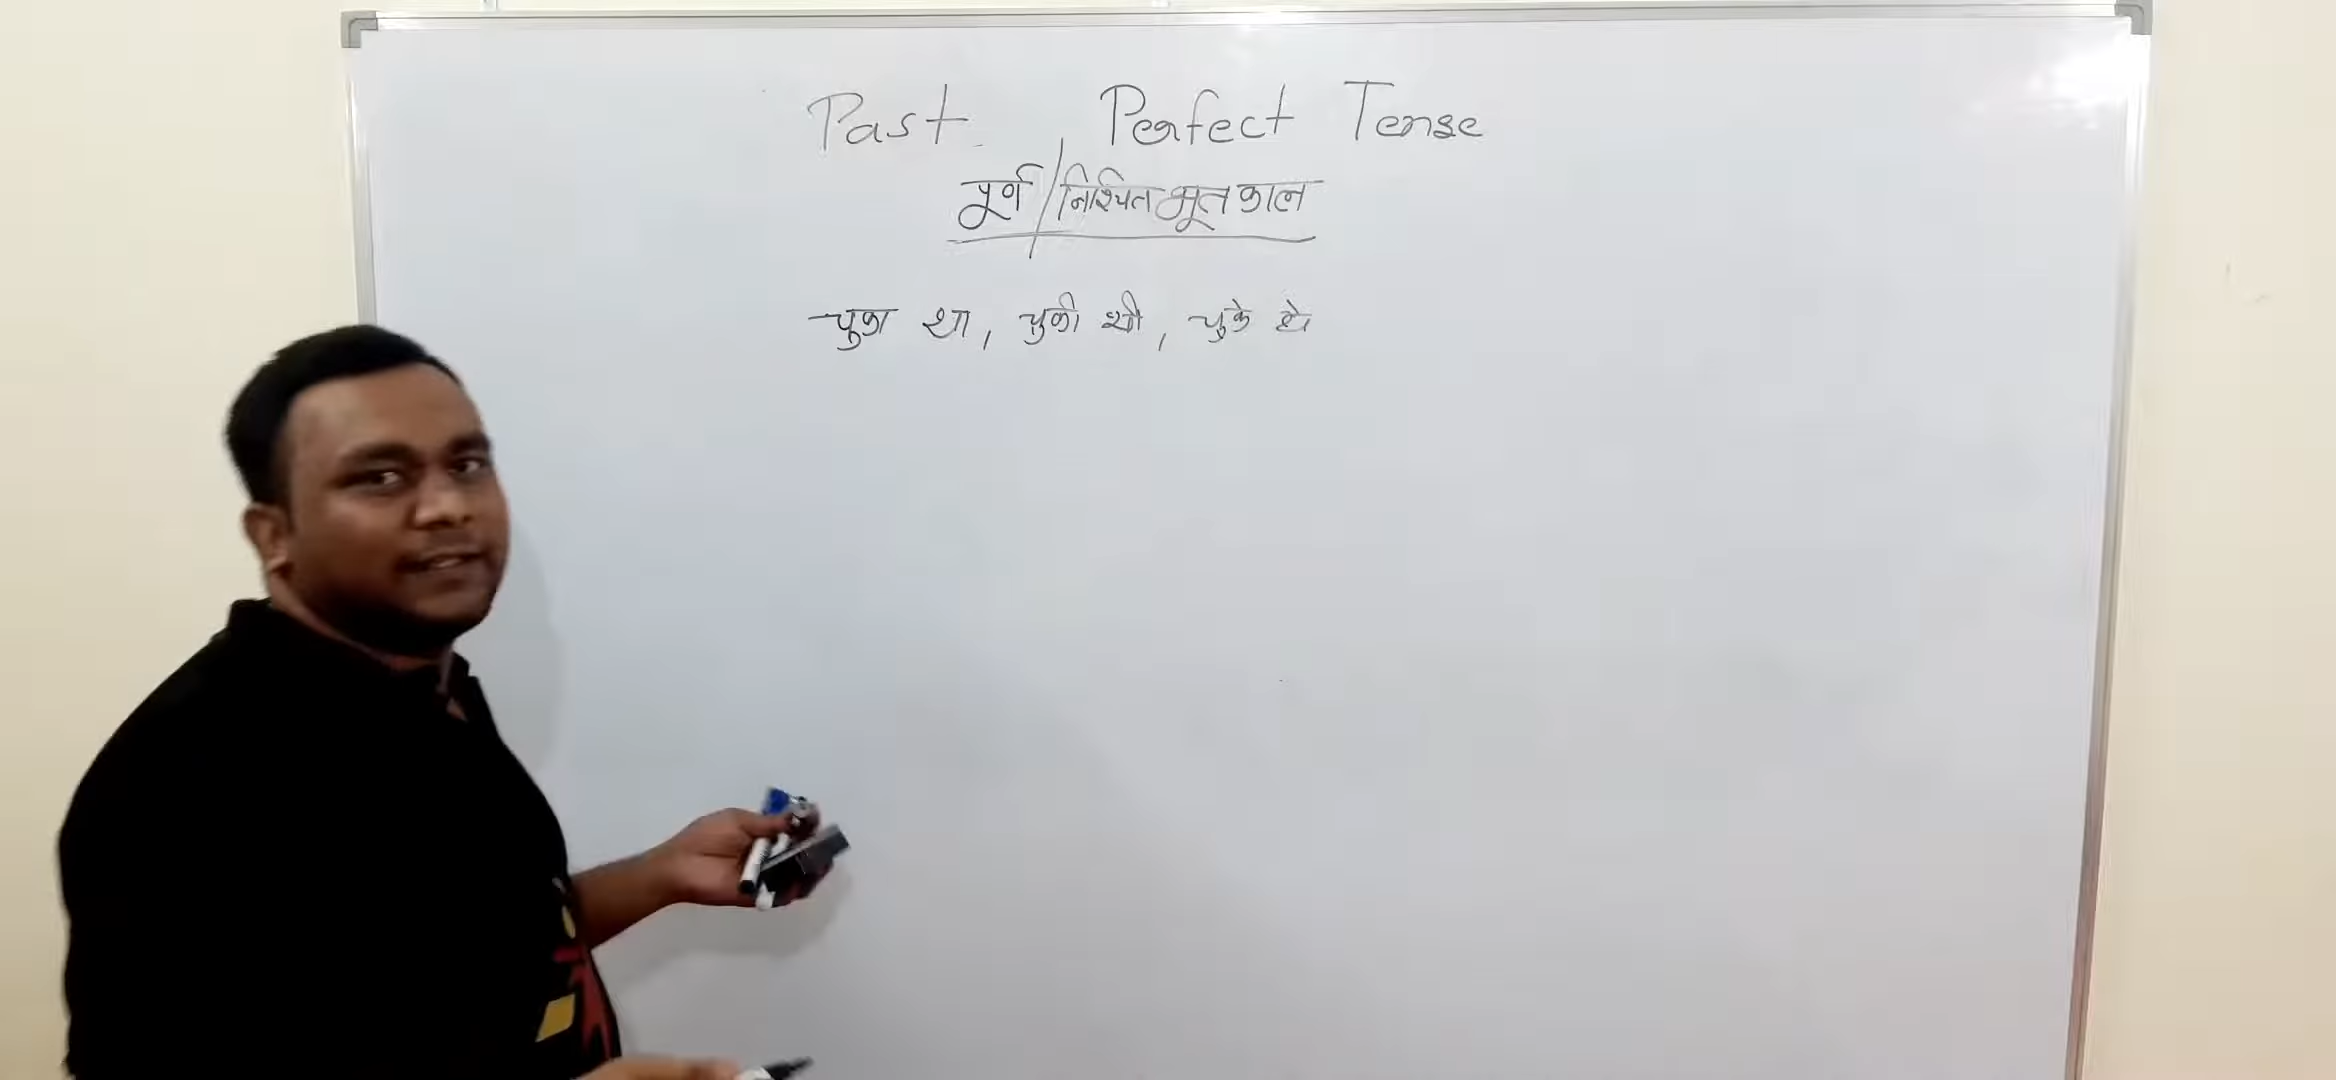 Past Perfect Tense
पूर्ण / निश्चित भूतकाल
चुका था, चुकी थी, चुके थे